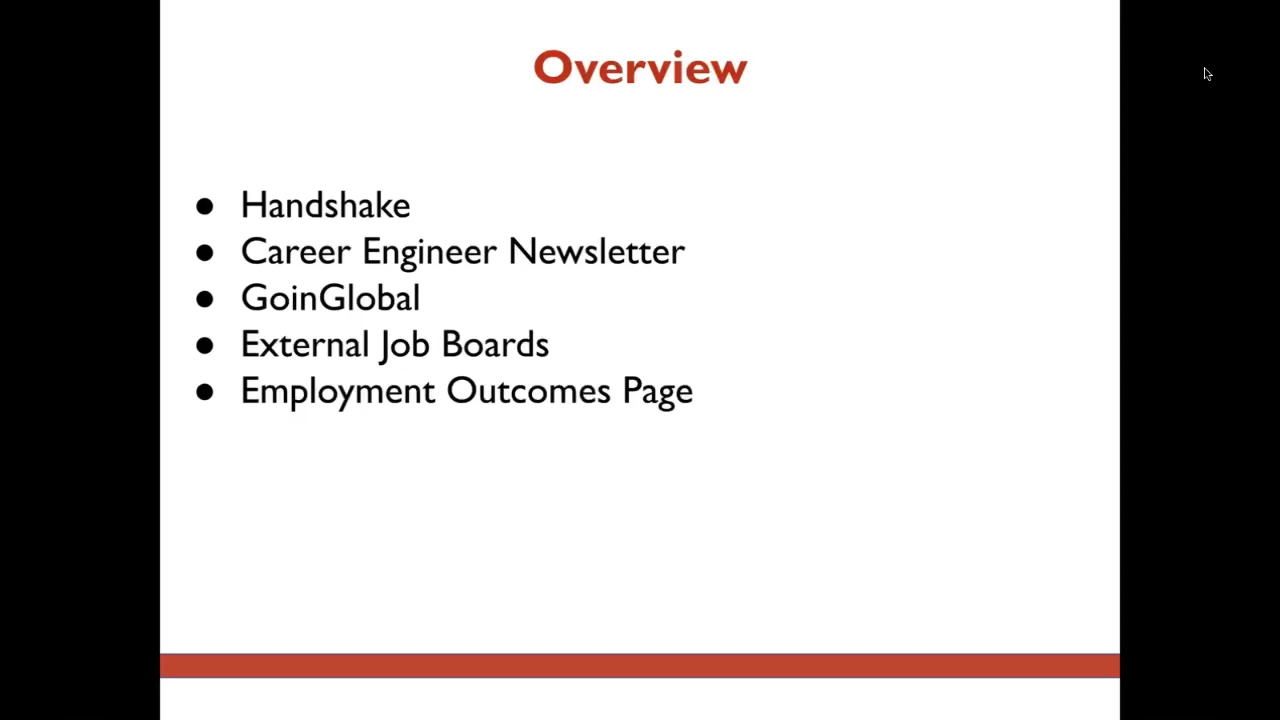 Overview
● Handshake
● Career Engineer Newsletter
● GoinGlobal
● External Job Boards
● Employment Outcomes Page